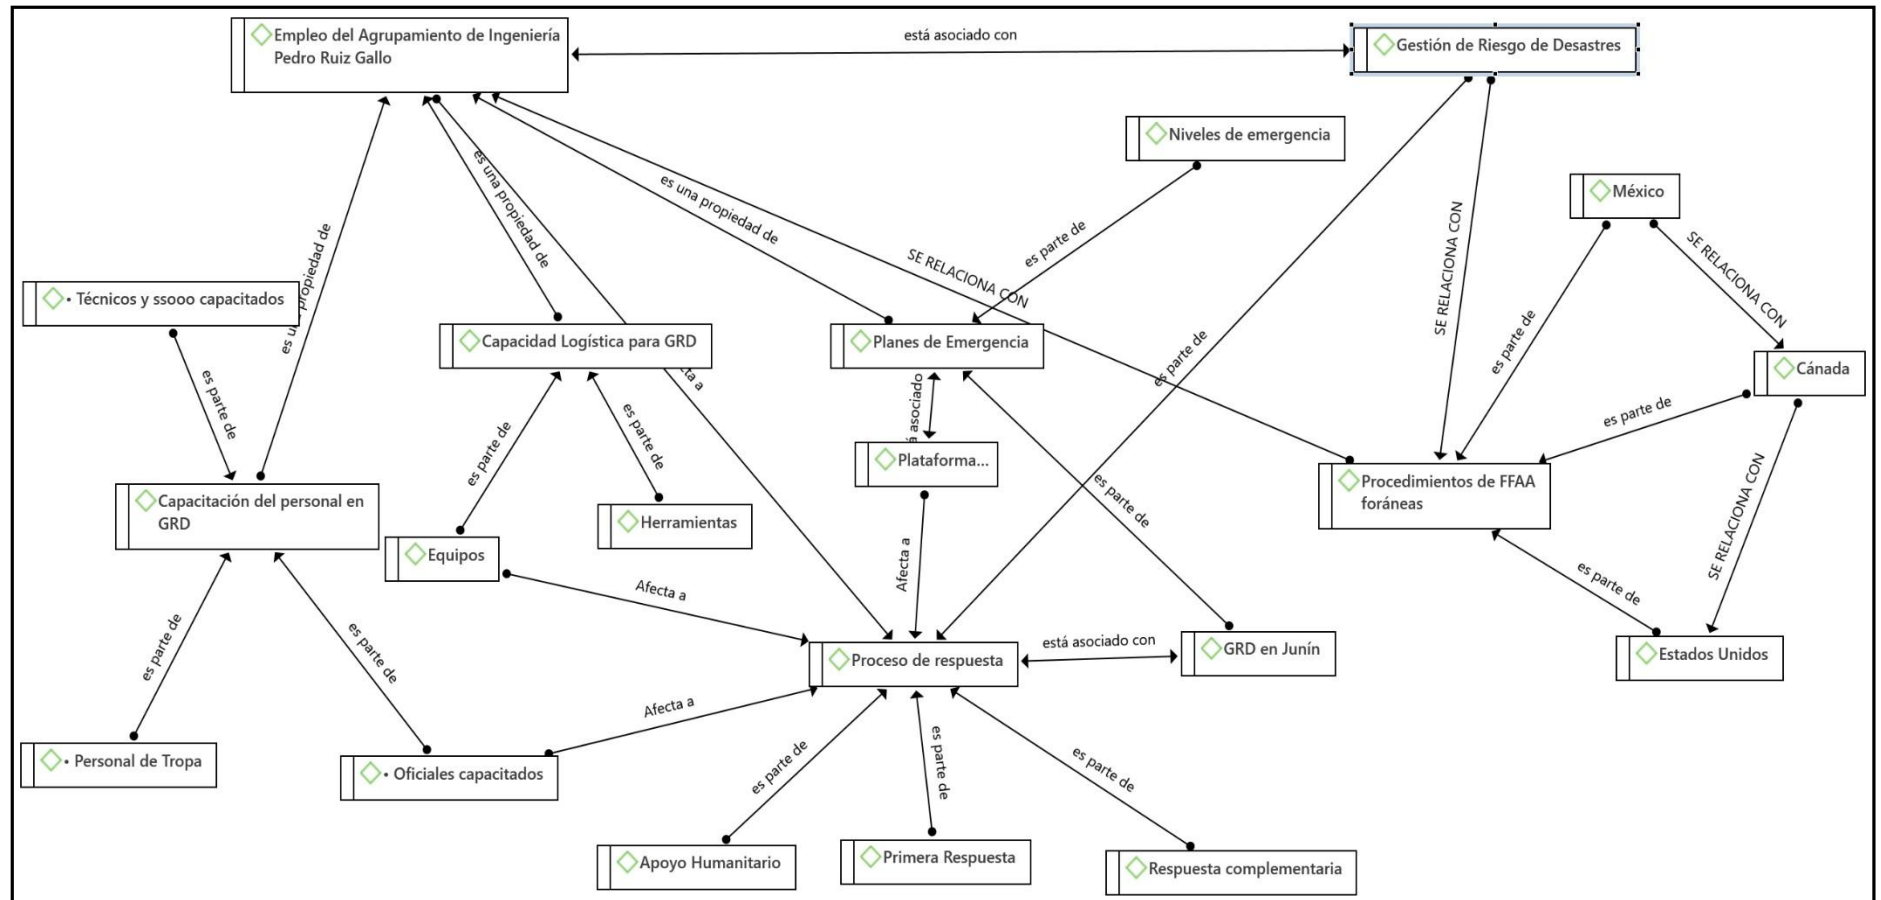 Empleo del Agrupamiento de Ingeniería
Pedro Ruiz Gallo
está asociado con
Gestión de Riesgo de Desastres
Niveles de emergencia
México
es una propiedad de
es una propiedad de
SE RELACIONA CON
es parte de
SE RELACIONA CON
SE RELACIONA CON
propiedad de
• Técnicos y ssooo capacitados
Capacidad Logística para GRD
Planes de Emergencia
es parte de
es parte de
Cánada
es parte de
a
asociado
es parte de
es parte de
es parte de
Plataforma...
es parte de
SE RELACIONA CON
Capacitación del personal en
GRD
Herramientas
Procedimientos de FFAA
foráneas
Equipos
Afecta a
Afecta a
es parte de
es parte de
es parte de
Proceso de respuesta
está asociado con
GRD en Junín
Estados Unidos
Afecta a
• Personal de Tropa
• Oficiales capacitados
es parte de
es parte de
es parte de
Apoyo Humanitario
Primera Respuesta
Respuesta complementaria